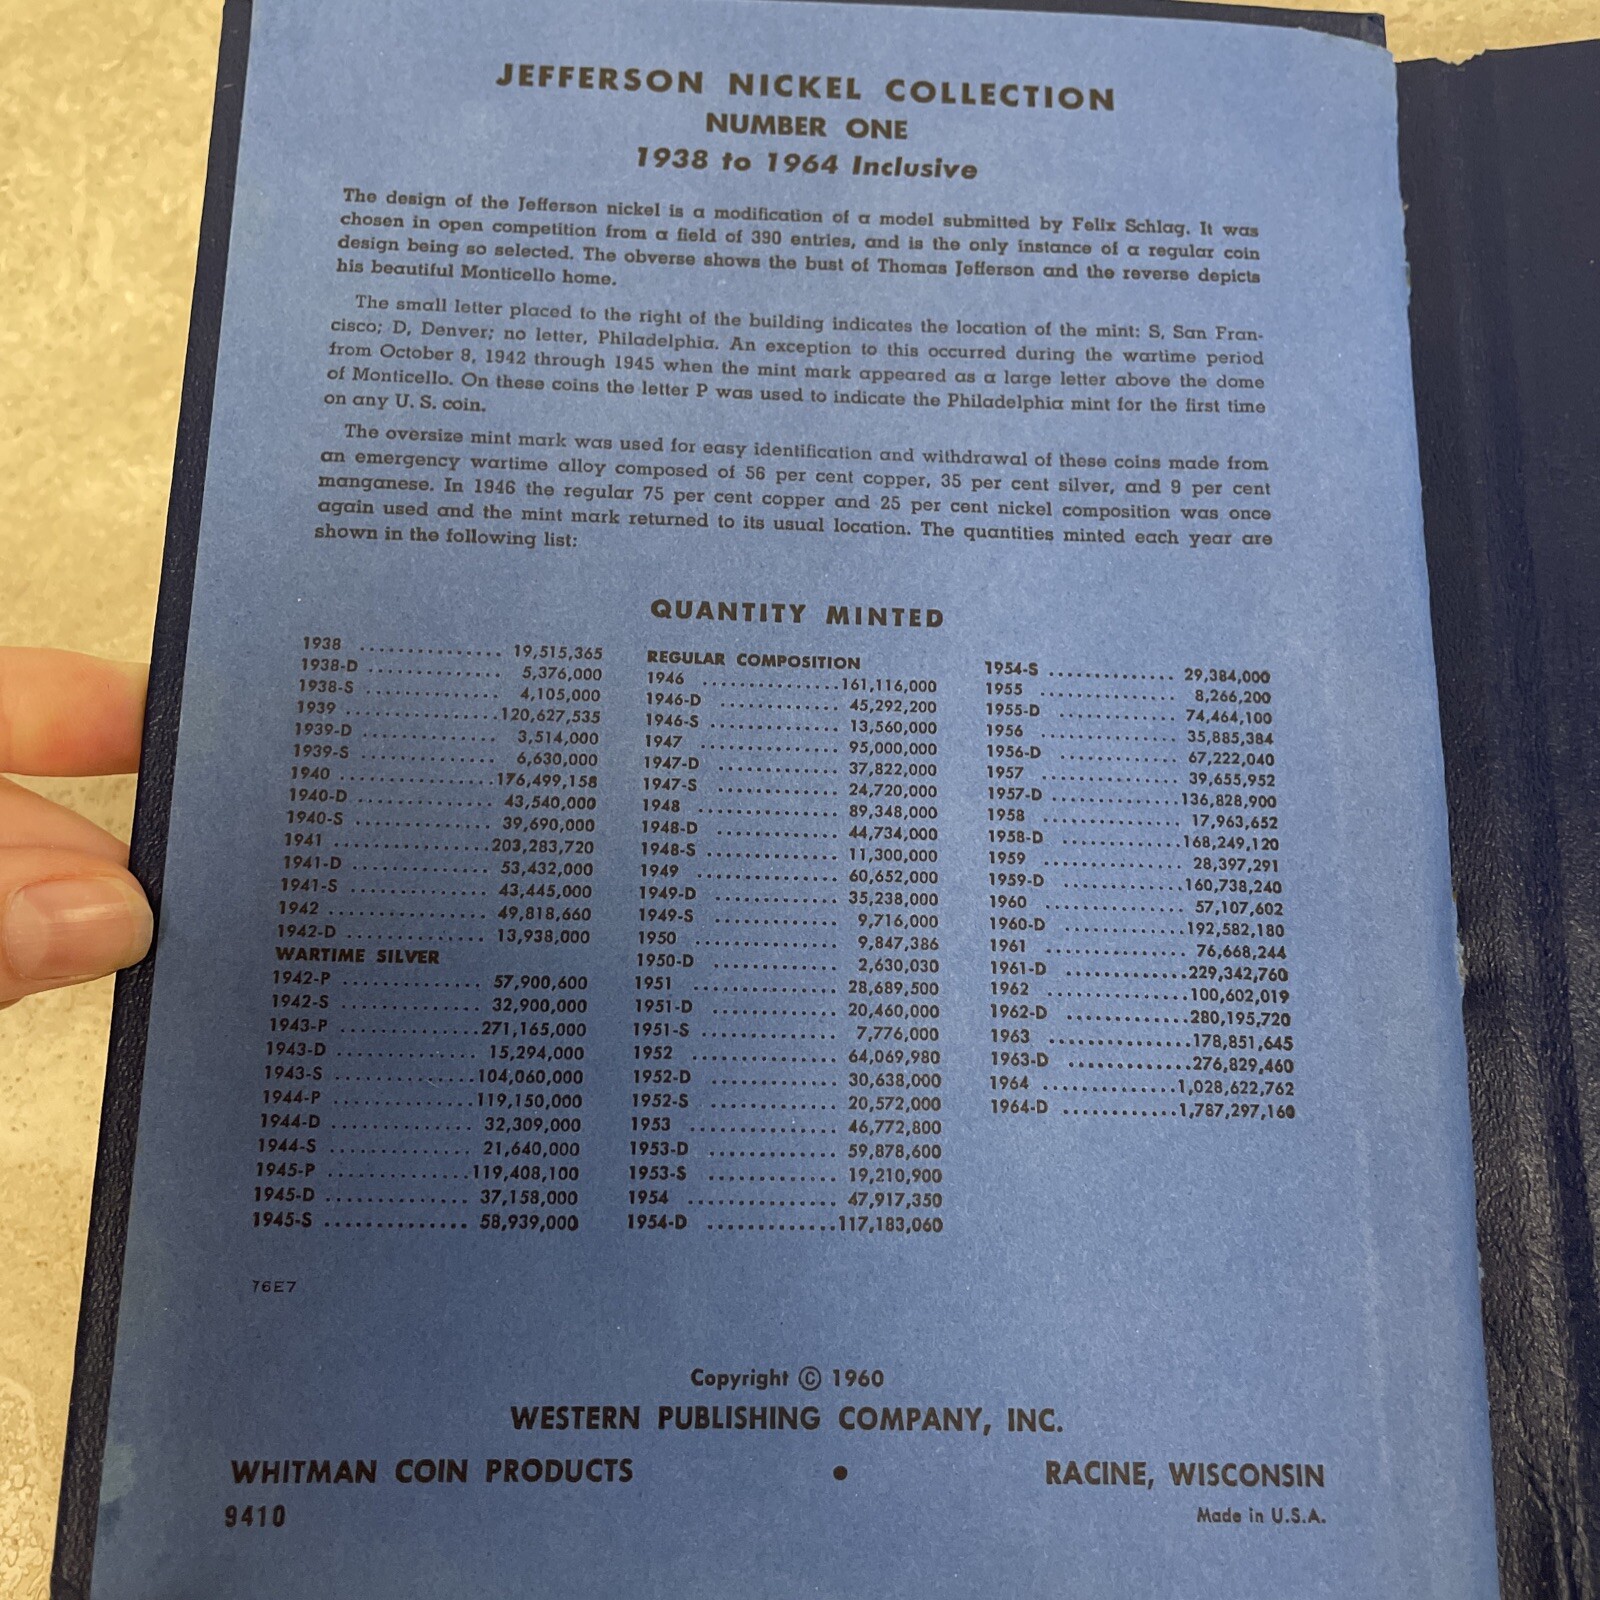 JEFFERSON NICKEL COLLECTION
NUMBER ONE
1938 to 1964 Inclusive
The design of the Jefferson nickel is a modification of a model submitted by Felix Schlag. It was
chosen in open competition from a field of 390 entries, and is the only instance of a regular coin
design being so selected. The obverse shows the bust of Thomas Jefferson and the reverse depicts
his beautiful Monticello home.
The small letter placed to the right of the building indicates the location of the mint: S, San Fran-
cisco; D, Denver; no letter, Philadelphia. An exception to this occurred during the wartime period
from October 8, 1942 through 1945 when the mint mark appeared as a large letter above the dome
of Monticello. On these coins the letter P was used to indicate the Philadelphia mint for the first time
on any U. S. coin.
The oversize mint mark was used for easy identification and withdrawal of these coins made from
an emergency wartime alloy composed of 56 per cent copper, 35 per cent silver, and 9 per cent
manganese. In 1946 the regular 75 per cent copper and 25 per cent nickel composition was once
again used and the mint mark returned to its usual location. The quantities minted each year are
shown in the following list:
QUANTITY MINTED
1938 .............. 19,515,365
1938-D ............ 5,376,000
1938-S ............ 4,105,000
1939 ..............120,627,535
1939-D ............ 3,514,000
1939-S ............ 6,630,000
1940 ..............176,499,158
1940-D ............ 43,540,000
1940-S ............ 39,690,000
1941 ..............203,283,720
1941-D ............ 53,432,000
1941-S ............ 43,445,000
1942 .............. 49,818,660
1942-D ............ 13,938,000
WARTIME SILVER
1942-P ............ 57,900,600
1942-S ............ 32,900,000
1943-P ............271,165,000
1943-D ............ 15,294,000
1943-S ............104,060,000
1944-P ............119,150,000
1944-D ............ 32,309,000
1944-S ............ 21,640,000
1945-P ............119,408,100
1945-D ............ 37,158,000
1945-S ............ 58,939,000
REGULAR COMPOSITION
1946 ..............161,116,000
1946-D ............ 45,292,200
1946-S ............ 13,560,000
1947 .............. 95,000,000
1947-D ............ 37,822,000
1947-S ............ 24,720,000
1948 .............. 89,348,000
1948-D ............ 44,734,000
1948-S ............ 11,300,000
1949 .............. 60,652,000
1949-D ............ 35,238,000
1949-S ............ 9,716,000
1950 .............. 9,847,386
1950-D ............ 2,630,030
1951 .............. 28,689,500
1951-D ............ 20,460,000
1951-S ............ 7,776,000
1952 .............. 64,069,980
1952-D ............ 30,638,000
1952-S ............ 20,572,000
1953 .............. 46,772,800
1953-D ............ 59,878,600
1953-S ............ 19,210,900
1954 .............. 47,917,350
1954-D ............117,183,060
1954-S ............ 29,384,000
1955 .............. 8,266,200
1955-D ............ 74,464,100
1956 .............. 35,885,384
1956-D ............ 67,222,040
1957 .............. 39,655,952
1957-D ............136,828,900
1958 .............. 17,963,652
1958-D ............168,249,120
1959 .............. 28,397,291
1959-D ............160,738,240
1960 .............. 57,107,602
1960-D ............192,582,180
1961 .............. 76,668,244
1961-D ............229,342,760
1962 ..............100,602,019
1962-D ............280,195,720
1963 ..............178,851,645
1963-D ............276,829,460
1964 ..............1,028,622,762
1964-D ............1,787,297,160
76E7
Copyright © 1960
WESTERN PUBLISHING COMPANY, INC.
WHITMAN COIN PRODUCTS • RACINE, WISCONSIN
9410 Made in U.S.A.